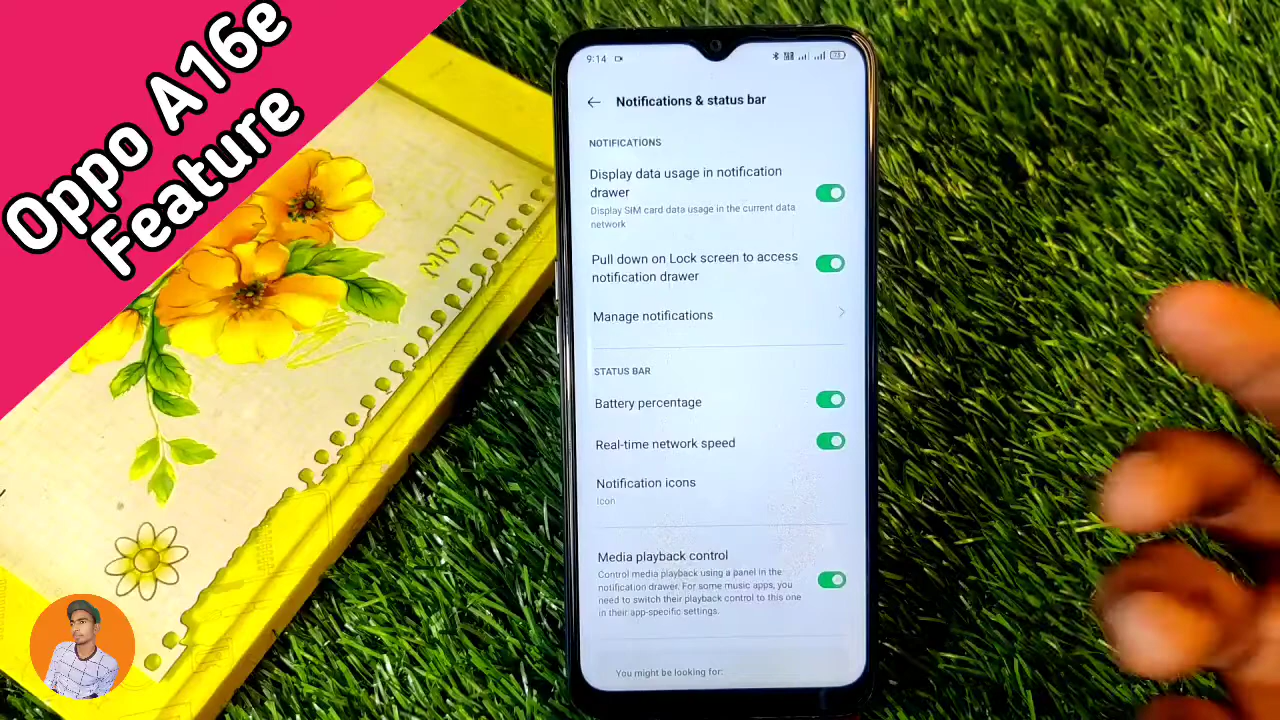 Oppo A16e
Feature
YELLOW
9:14
Notifications & status bar
NOTIFICATIONS
Display data usage in notification
drawer
Display SIM card data usage in the current data
network
Pull down on Lock screen to access
notification drawer
Manage notifications
STATUS BAR
Battery percentage
Real-time network speed
Notification icons
Icon
Media playback control
Control media playback using a panel in the
notification drawer. For some music apps, you
need to switch their playback control to this one
in their app-specific settings.
You might be looking for: